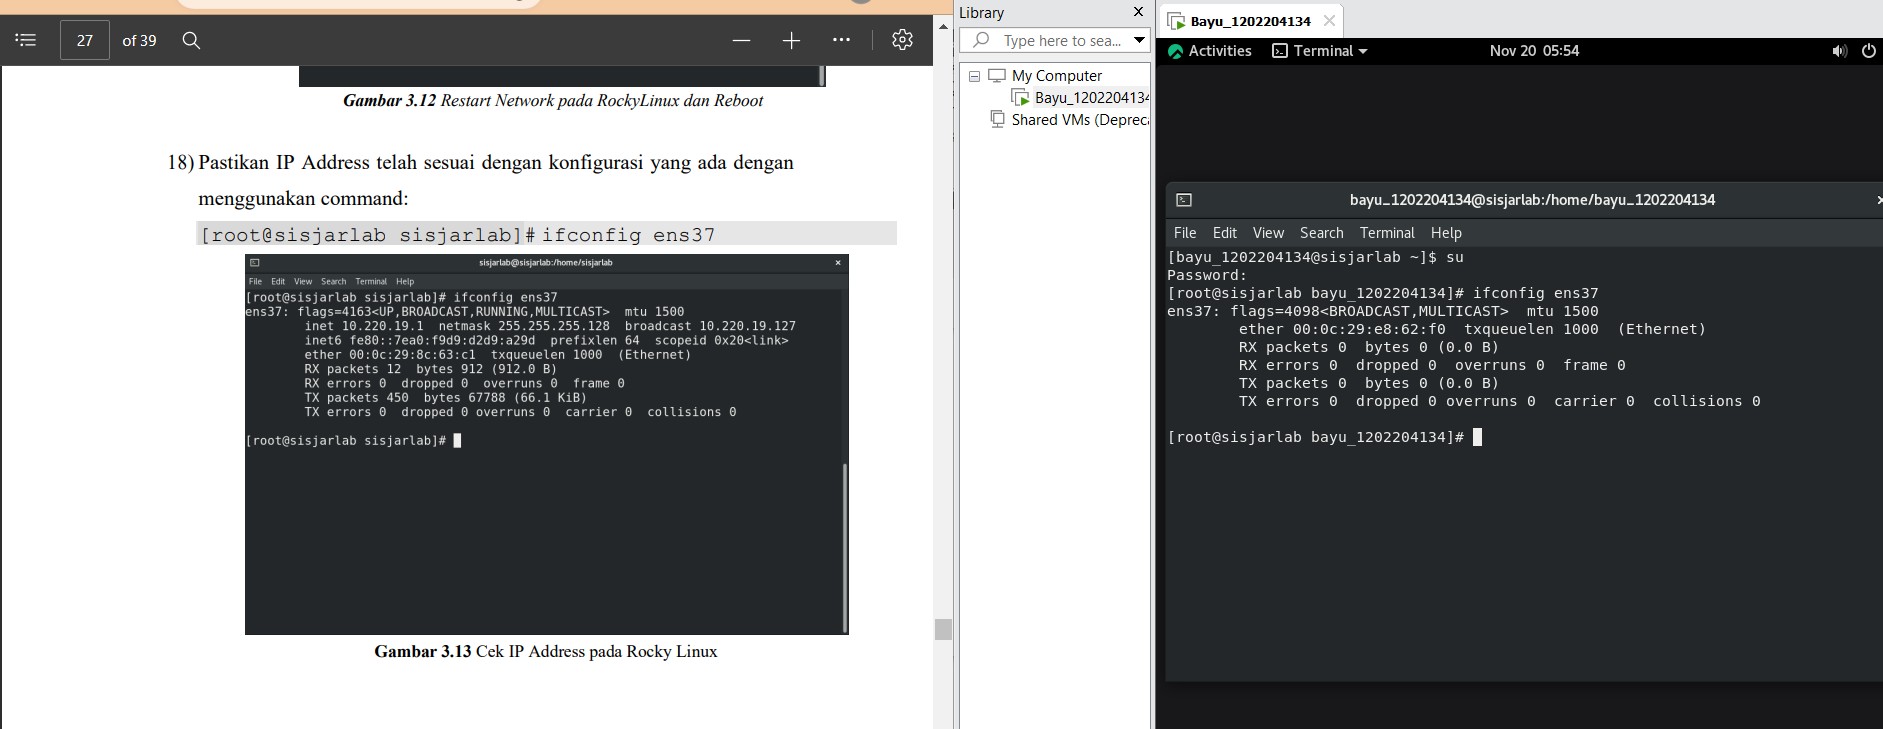 27 of 39
Gambar 3.12 Restart Network pada RockyLinux dan Reboot
18) Pastikan IP Address telah sesuai dengan konfigurasi yang ada dengan
menggunakan command:
[root@sisjarlab sisjarlab]# ifconfig ens37
sisjarlab@sisjarlab:/home/sisjarlab
File Edit View Search Terminal Help
[root@sisjarlab sisjarlab]# ifconfig ens37
ens37: flags=4163<UP,BROADCAST,RUNNING,MULTICAST>  mtu 1500
inet 10.220.19.1  netmask 255.255.255.128  broadcast 10.220.19.127
inet6 fe80::7ea0:f9d9:d2d9:a29d  prefixlen 64  scopeid 0x20<link>
ether 00:0c:29:8c:63:c1  txqueuelen 1000  (Ethernet)
RX packets 12  bytes 912 (912.0 B)
RX errors 0  dropped 0  overruns 0  frame 0
TX packets 450  bytes 67788 (66.1 KiB)
TX errors 0  dropped 0 overruns 0  carrier 0  collisions 0
[root@sisjarlab sisjarlab]#
Gambar 3.13 Cek IP Address pada Rocky Linux
Library
Type here to sea...
My Computer
Bayu_1202204134
Shared VMs (Depreca
Bayu_1202204134
Activities Terminal Nov 20 05:54
bayu_1202204134@sisjarlab:/home/bayu_1202204134
File Edit View Search Terminal Help
[bayu_1202204134@sisjarlab ~]$ su
Password:
[root@sisjarlab bayu_1202204134]# ifconfig ens37
ens37: flags=4098<BROADCAST,MULTICAST>  mtu 1500
ether 00:0c:29:e8:62:f0  txqueuelen 1000  (Ethernet)
RX packets 0  bytes 0 (0.0 B)
RX errors 0  dropped 0  overruns 0  frame 0
TX packets 0  bytes 0 (0.0 B)
TX errors 0  dropped 0 overruns 0  carrier 0  collisions 0
[root@sisjarlab bayu_1202204134]#